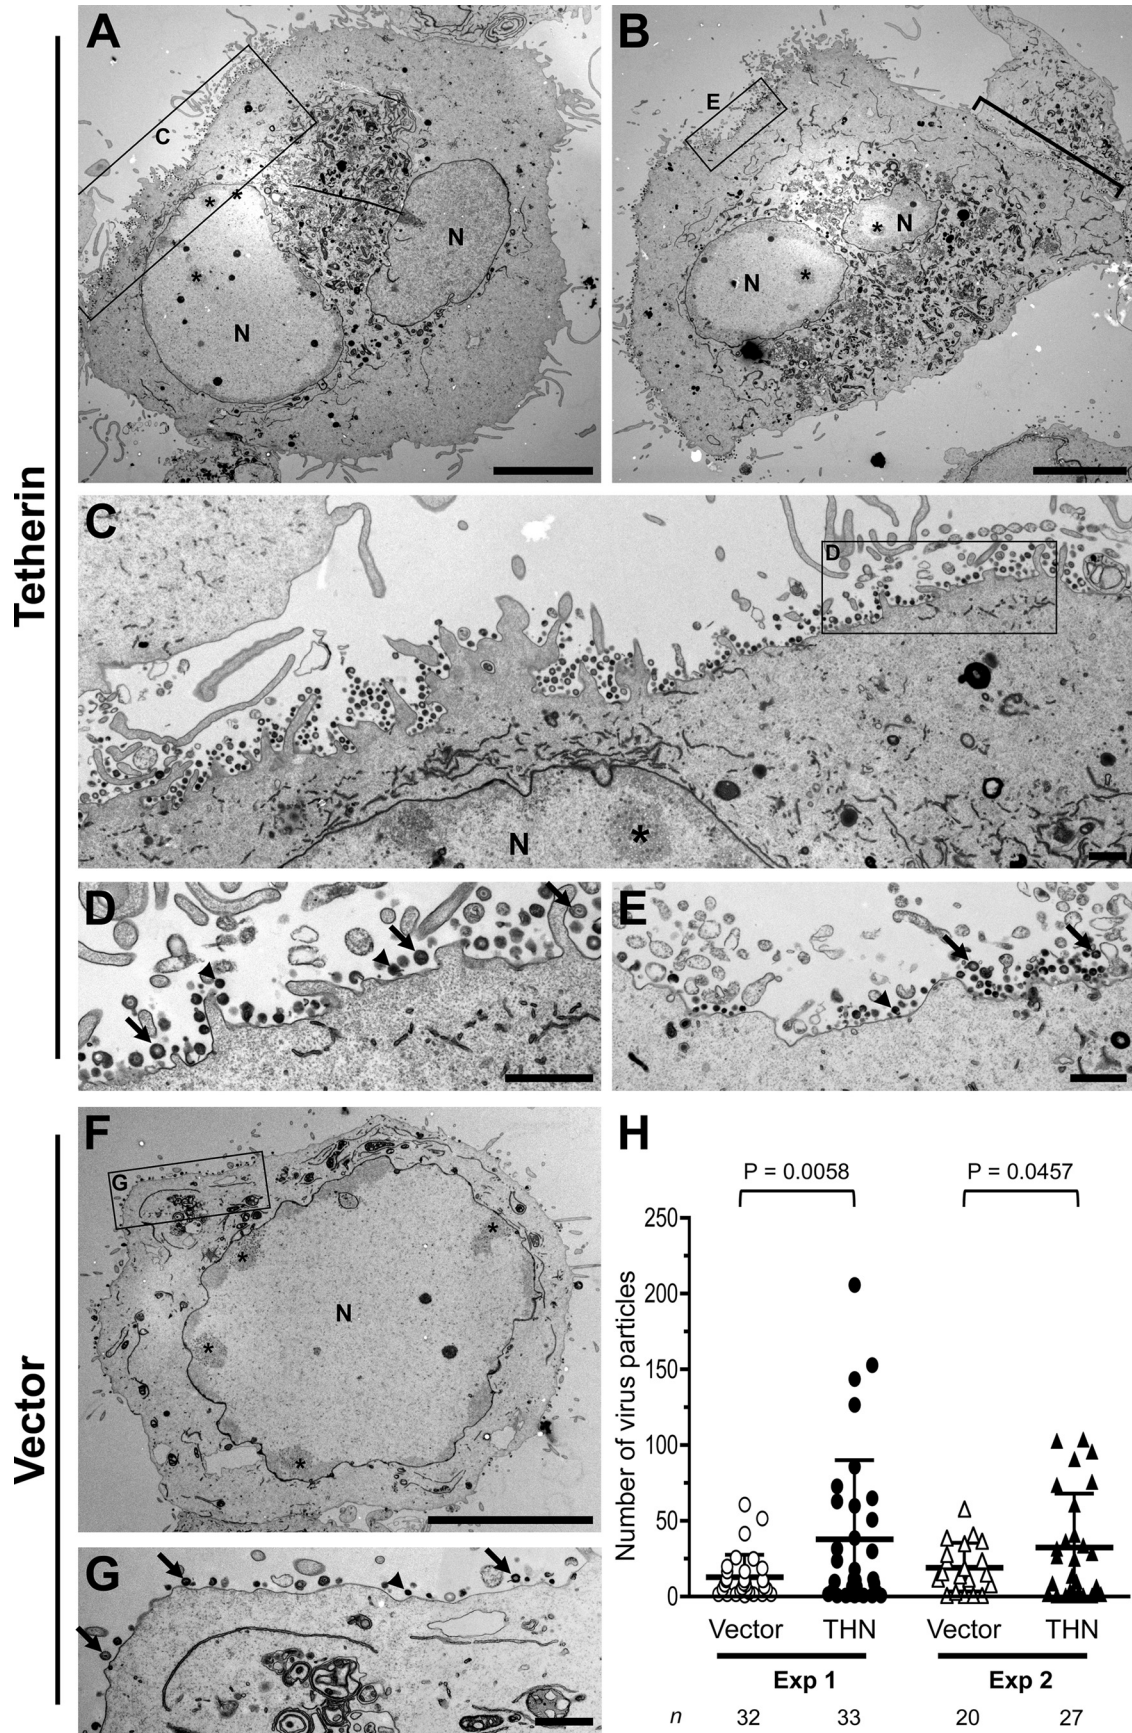 Tetherin
A
C
*
*
*
N
N
B
E
*
N
N
*
C
D
N
*
D
E
Vector
F
G
*
*
N
*
*
G
H
P = 0.0058
P = 0.0457
Number of virus particles
250
200
150
100
50
0
Vector
THN
Vector
THN
Exp 1
Exp 2
n
32
33
20
27